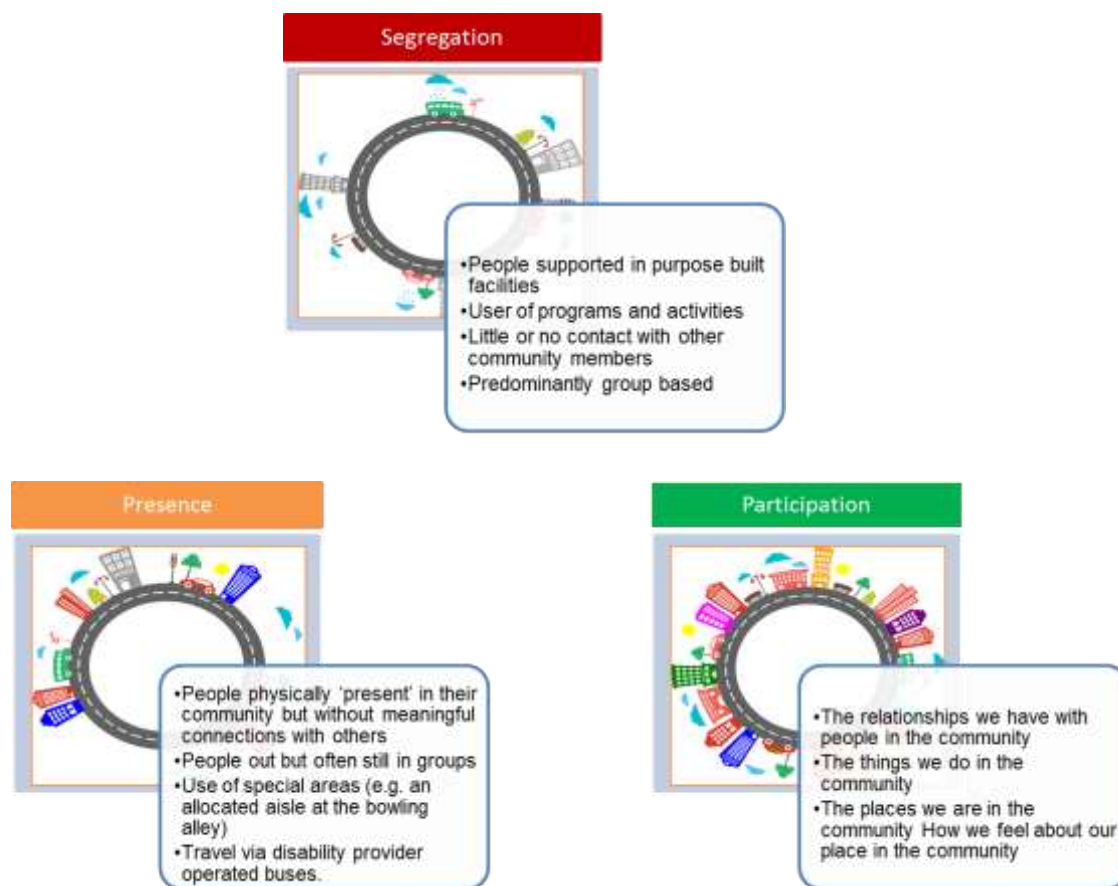 Segregation
•People supported in purpose built
facilities
•User of programs and activities
•Little or no contact with other
community members
•Predominantly group based
Presence
•People physically ‘present’ in their
community but without meaningful
connections with others
•People out but often still in groups
•Use of special areas (e.g. an
allocated aisle at the bowling
alley)
•Travel via disability provider
operated buses.
Participation
•The relationships we have with
people in the community
•The things we do in the
community
•The places we are in the
community How we feel about our
place in the community